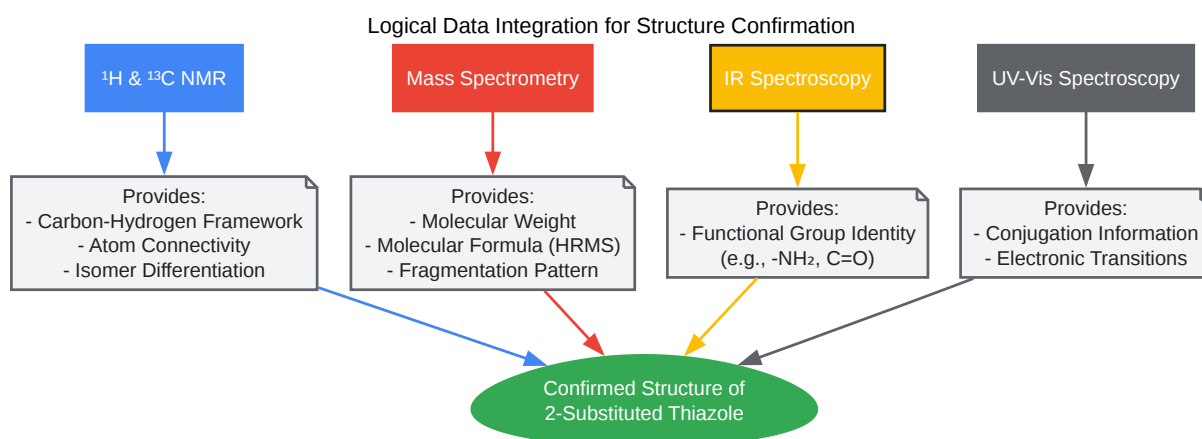 Logical Data Integration for Structure Confirmation
¹H & ¹³C NMR
Mass Spectrometry
IR Spectroscopy
UV-Vis Spectroscopy
Provides:
- Carbon-Hydrogen Framework
- Atom Connectivity
- Isomer Differentiation
Provides:
- Molecular Weight
- Molecular Formula (HRMS)
- Fragmentation Pattern
Provides:
- Functional Group Identity
(e.g., -NH₂, C=O)
Provides:
- Conjugation Information
- Electronic Transitions
Confirmed Structure of
2-Substituted Thiazole